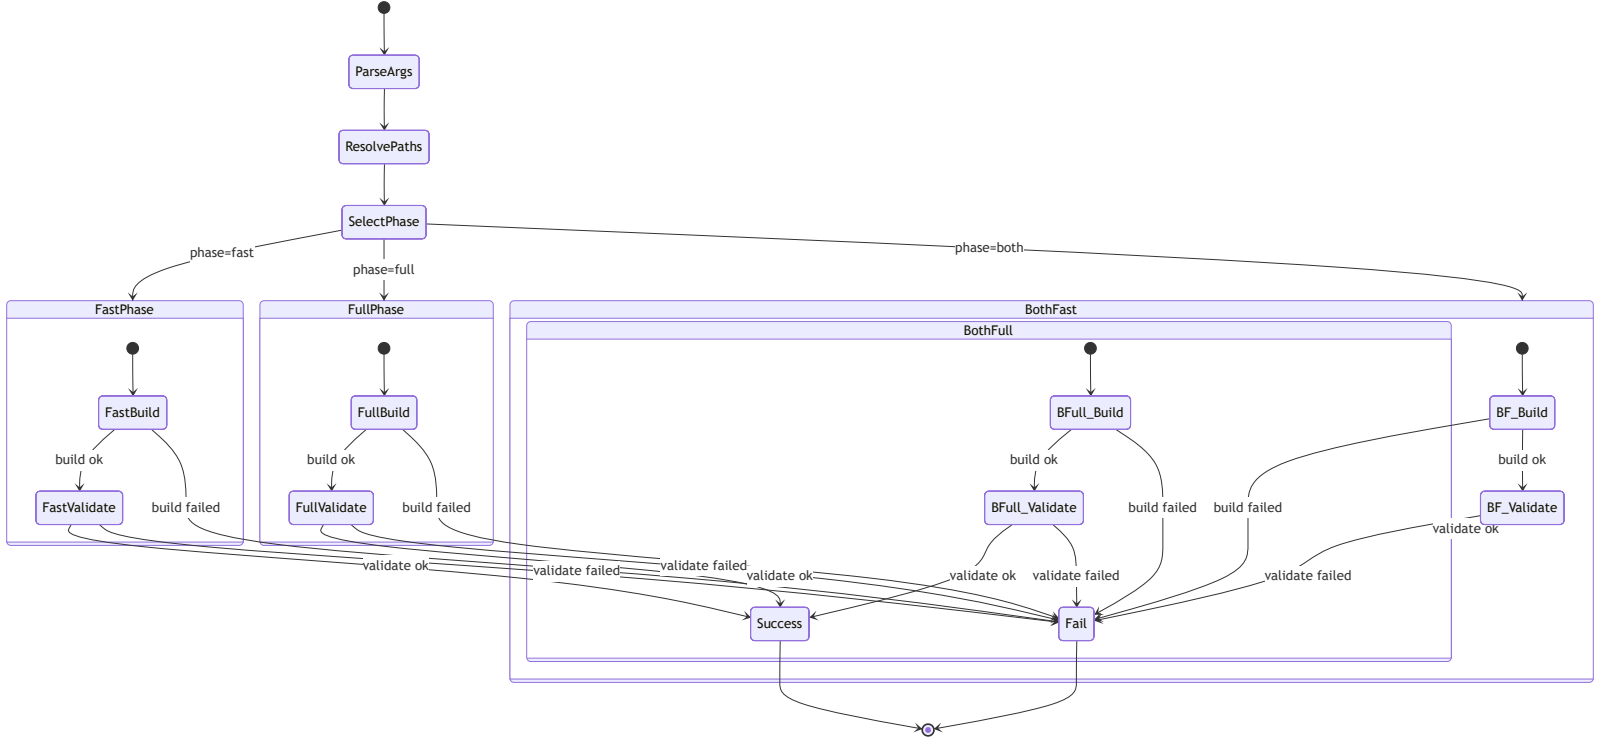 ParseArgs
ResolvePaths
SelectPhase
phase=fast
phase=full
phase=both
FastPhase
FullPhase
BothFast
BothFull
FastBuild
FullBuild
BFull_Build
BF_Build
build ok
build ok
build ok
build ok
FastValidate
build failed
FullValidate
build failed
BFull_Validate
build failed
build failed
BF_Validate
validate ok
validate ok
validate failed
validate failed
validate ok
validate ok
validate failed
validate failed
Success
Fail